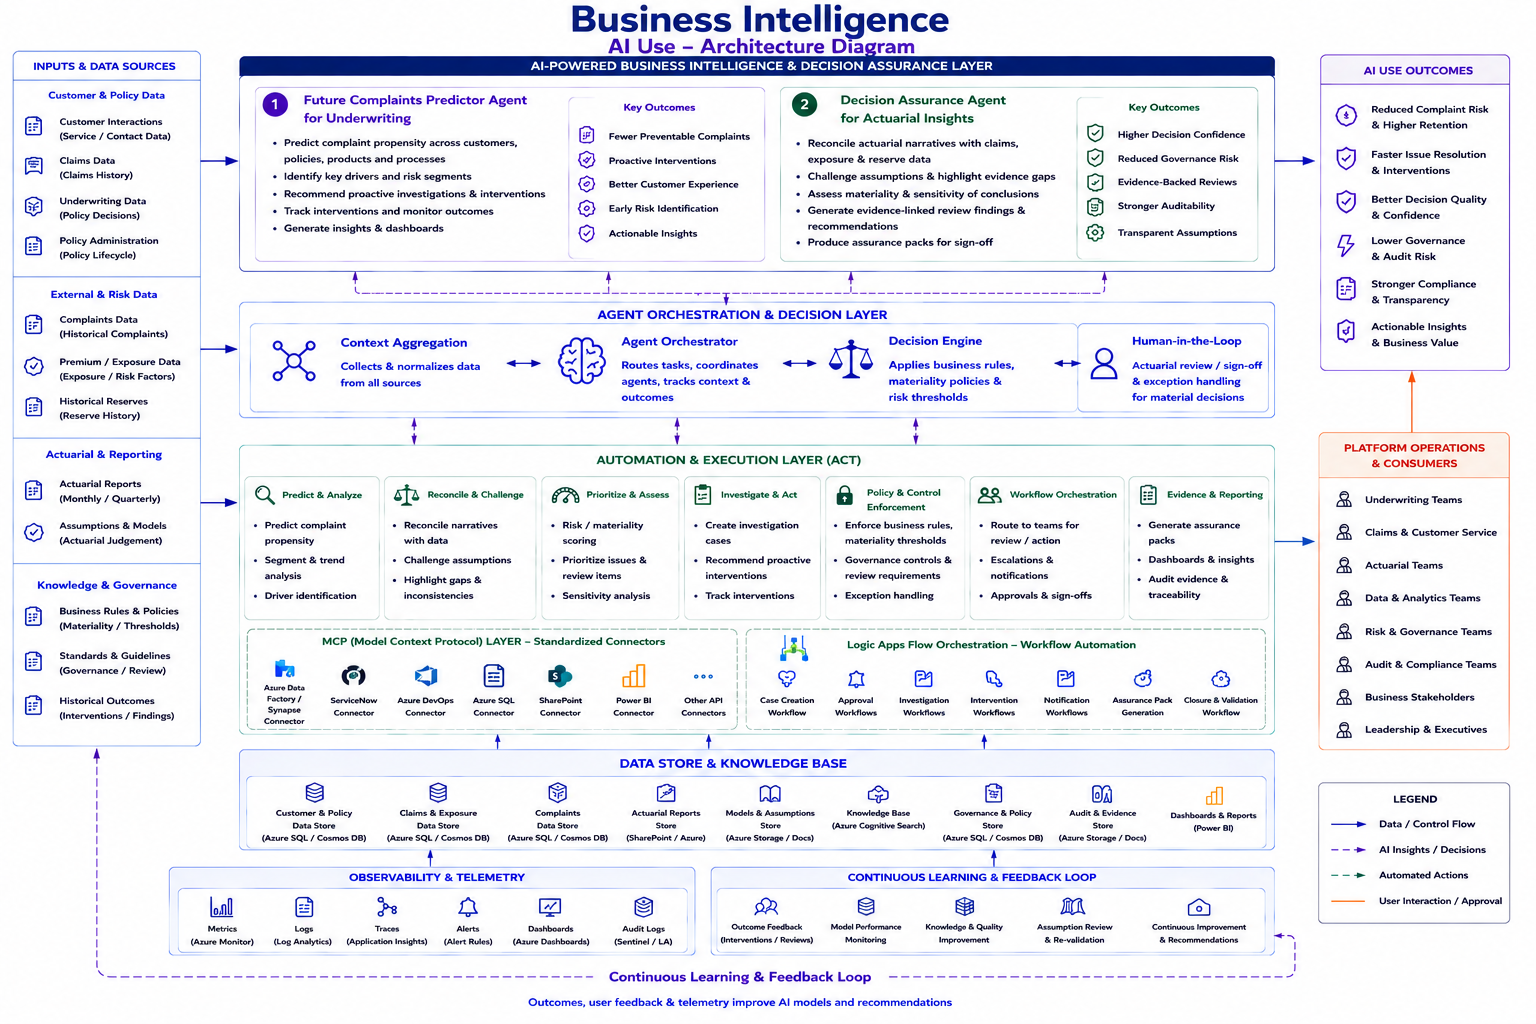 Business Intelligence
AI Use – Architecture Diagram
INPUTS & DATA SOURCES
Customer & Policy Data
Customer Interactions
(Service / Contact Data)
Claims Data
(Claims History)
Underwriting Data
(Policy Decisions)
Policy Administration
(Policy Lifecycle)
External & Risk Data
Complaints Data
(Historical Complaints)
Premium / Exposure Data
(Exposure / Risk Factors)
Historical Reserves
(Reserve History)
Actuarial & Reporting
Actuarial Reports
(Monthly / Quarterly)
Assumptions & Models
(Actuarial Judgement)
Knowledge & Governance
Business Rules & Policies
(Materiality / Thresholds)
Standards & Guidelines
(Governance / Review)
Historical Outcomes
(Interventions / Findings)
AI-POWERED BUSINESS INTELLIGENCE & DECISION ASSURANCE LAYER
1
Future Complaints Predictor Agent
for Underwriting
• Predict complaint propensity across customers,
policies, products and processes
• Identify key drivers and risk segments
• Recommend proactive investigations & interventions
• Track interventions and monitor outcomes
• Generate insights & dashboards
Key Outcomes
Fewer Preventable Complaints
Proactive Interventions
Better Customer Experience
Early Risk Identification
Actionable Insights
2
Decision Assurance Agent
for Actuarial Insights
• Reconcile actuarial narratives with claims,
exposure & reserve data
• Challenge assumptions & highlight evidence gaps
• Assess materiality & sensitivity of conclusions
• Generate evidence-linked review findings &
recommendations
• Produce assurance packs for sign-off
Key Outcomes
Higher Decision Confidence
Reduced Governance Risk
Evidence-Backed Reviews
Stronger Auditability
Transparent Assumptions
AGENT ORCHESTRATION & DECISION LAYER
Context Aggregation
Collects & normalizes data
from all sources
Agent Orchestrator
Routes tasks, coordinates
agents, tracks context &
outcomes
Decision Engine
Applies business rules,
materiality policies &
risk thresholds
Human-in-the-Loop
Actuarial review / sign-off
& exception handling
for material decisions
AUTOMATION & EXECUTION LAYER (ACT)
Predict & Analyze
• Predict complaint
propensity
• Segment & trend
analysis
• Driver identification
Reconcile & Challenge
• Reconcile narratives
with data
• Challenge assumptions
• Highlight gaps &
inconsistencies
Prioritize & Assess
• Risk / materiality
scoring
• Prioritize issues &
review items
• Sensitivity analysis
Investigate & Act
• Create investigation
cases
• Recommend proactive
interventions
• Track interventions
Policy & Control
Enforcement
• Enforce business rules,
materiality thresholds
• Governance controls &
review requirements
• Exception handling
Workflow Orchestration
• Route to teams for
review / action
• Escalations &
notifications
• Approvals & sign-offs
Evidence & Reporting
• Generate assurance
packs
• Dashboards & insights
• Audit evidence &
traceability
MCP (Model Context Protocol) LAYER – Standardized Connectors
Azure Data
Factory /
Synapse
Connector
ServiceNow
Connector
Azure DevOps
Connector
Azure SQL
Connector
S
SharePoint
Connector
Power BI
Connector
Other API
Connectors
Logic Apps Flow Orchestration – Workflow Automation
Case Creation
Workflow
Approval
Workflows
Investigation
Workflows
Intervention
Workflows
Notification
Workflows
Assurance Pack
Generation
Closure & Validation
Workflow
DATA STORE & KNOWLEDGE BASE
Customer & Policy
Data Store
(Azure SQL / Cosmos DB)
Claims & Exposure
Data Store
(Azure SQL / Cosmos DB)
Complaints
Data Store
(Azure SQL / Cosmos DB)
Actuarial Reports
Store
(SharePoint / Azure)
Models & Assumptions
Store
(Azure Storage / Docs)
Knowledge Base
(Azure Cognitive Search)
Governance & Policy
Store
(Azure SQL / Cosmos DB)
Audit & Evidence
Store
(Azure Storage / Docs)
Dashboards & Reports
(Power BI)
OBSERVABILITY & TELEMETRY
Metrics
(Azure Monitor)
Logs
(Log Analytics)
Traces
(Application Insights)
Alerts
(Alert Rules)
Dashboards
(Azure Dashboards)
Audit Logs
(Sentinel / LA)
CONTINUOUS LEARNING & FEEDBACK LOOP
Outcome Feedback
(Interventions / Reviews)
Model Performance
Monitoring
Knowledge & Quality
Improvement
Assumption Review
& Re-validation
Continuous Improvement
& Recommendations
Continuous Learning & Feedback Loop
Outcomes, user feedback & telemetry improve AI models and recommendations
AI USE OUTCOMES
Reduced Complaint Risk
& Higher Retention
Faster Issue Resolution
& Interventions
Better Decision Quality
& Confidence
Lower Governance
& Audit Risk
Stronger Compliance
& Transparency
Actionable Insights
& Business Value
PLATFORM OPERATIONS
& CONSUMERS
Underwriting Teams
Claims & Customer Service
Actuarial Teams
Data & Analytics Teams
Risk & Governance Teams
Audit & Compliance Teams
Business Stakeholders
Leadership & Executives
LEGEND
Data / Control Flow
AI Insights / Decisions
Automated Actions
User Interaction / Approval